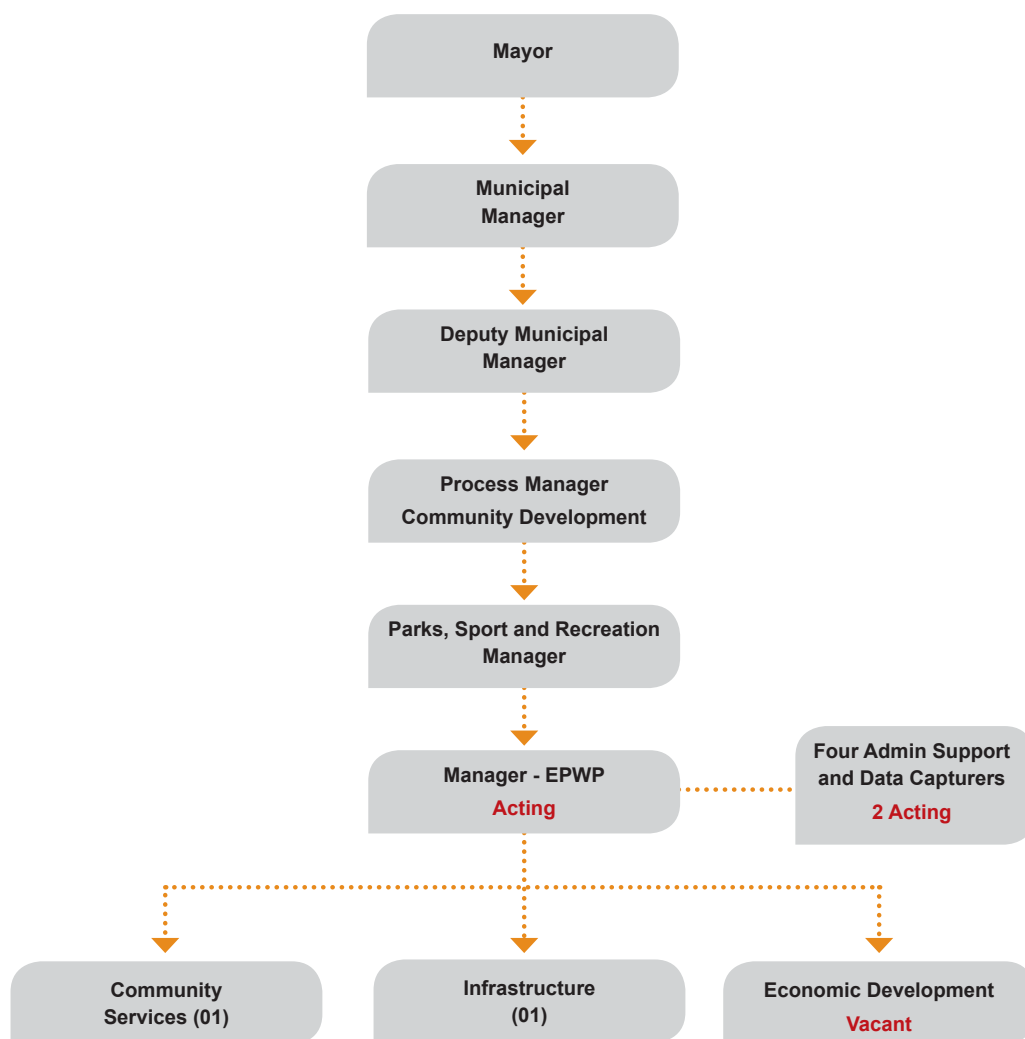 Mayor
Municipal
Manager
Deputy Municipal
Manager
Process Manager
Community Development
Parks, Sport and Recreation
Manager
Manager - EPWP
Acting
Four Admin Support
and Data Capturers
2 Acting
Community
Services (01)
Infrastructure
(01)
Economic Development
Vacant